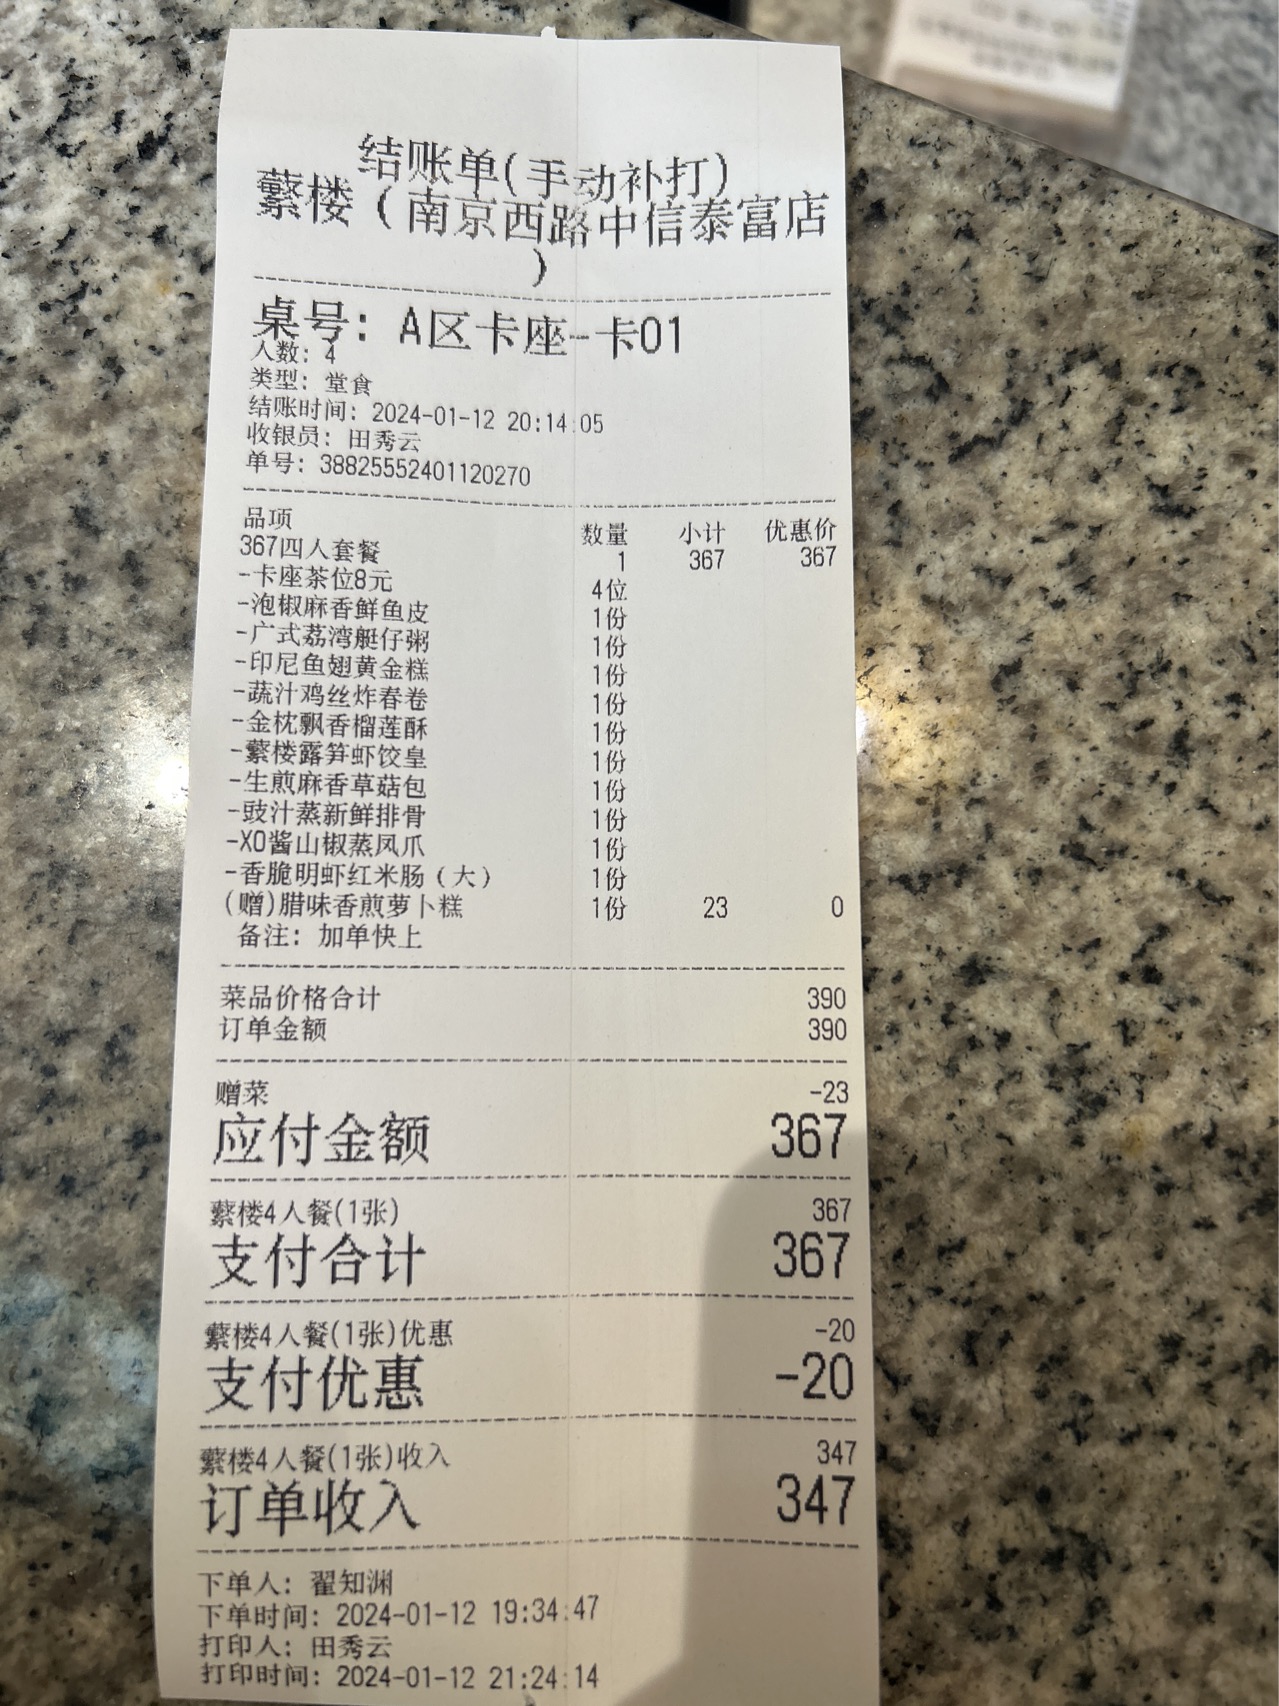 结账单(手动补打)
蘩楼（南京西路中信泰富店
）
桌号: A区卡座-卡01
人数: 4
类型: 堂食
结账时间: 2024-01-12 20:14:05
收银员: 田秀云
单号: 38825552401120270
品项 数量 小计 优惠价
367四人套餐 1 367 367
-卡座茶位8元 4位
-泡椒麻香鲜鱼皮 1份
-广式荔湾艇仔粥 1份
-印尼鱼翅黄金糕 1份
-蔬汁鸡丝炸春卷 1份
-金枕飘香榴莲酥 1份
-蘩楼露笋虾饺皇 1份
-生煎麻香草菇包 1份
-豉汁蒸新鲜排骨 1份
-XO酱山椒蒸凤爪 1份
-香脆明虾红米肠（大） 1份
(赠)腊味香煎萝卜糕 1份 23 0
备注: 加单快上
菜品价格合计 390
订单金额 390
赠菜 -23
应付金额 367
蘩楼4人餐(1张) 367
支付合计 367
蘩楼4人餐(1张)优惠 -20
支付优惠 -20
蘩楼4人餐(1张)收入 347
订单收入 347
下单人: 翟知渊
下单时间: 2024-01-12 19:34:47
打印人: 田秀云
打印时间: 2024-01-12 21:24:14